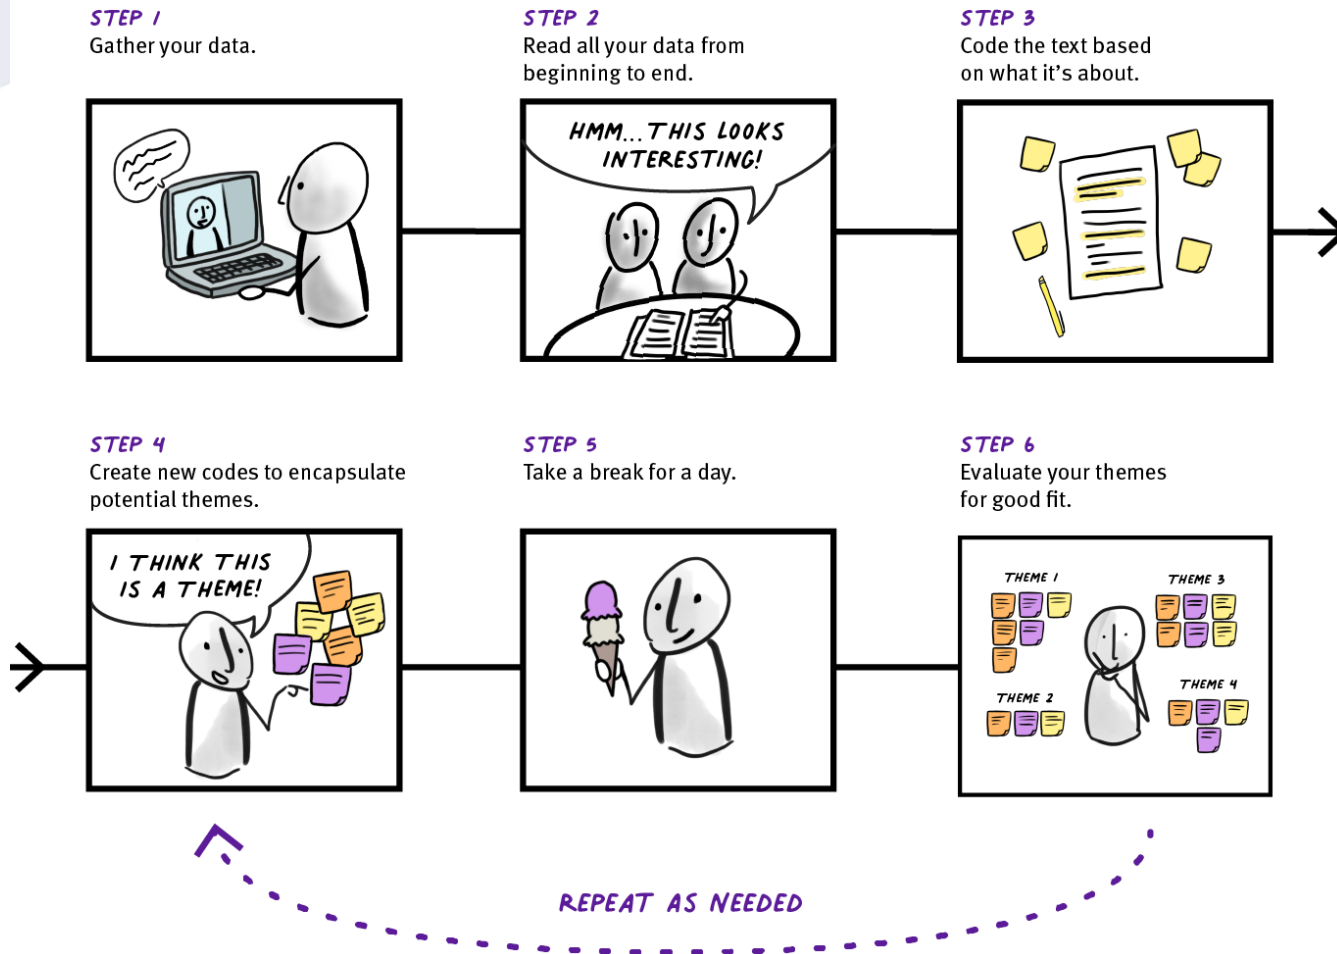 STEP 1
Gather your data.
STEP 2
Read all your data from
beginning to end.
HMM... THIS LOOKS
INTERESTING!
STEP 3
Code the text based
on what it's about.
STEP 4
Create new codes to encapsulate
potential themes.
I THINK THIS
IS A THEME!
STEP 5
Take a break for a day.
STEP 6
Evaluate your themes
for good fit.
THEME 1
THEME 3
THEME 2
THEME 4
REPEAT AS NEEDED